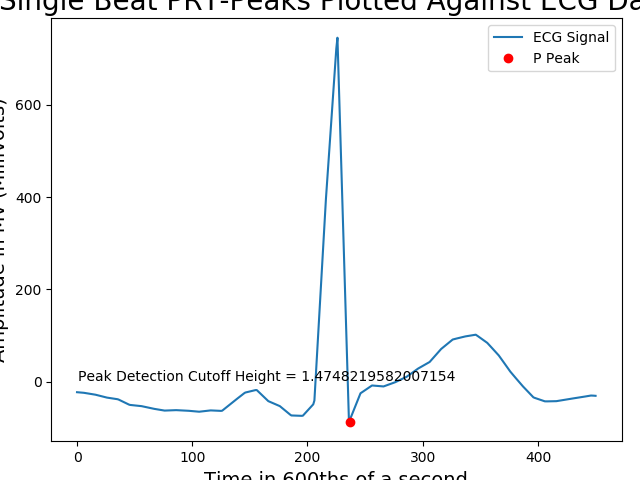 Single Beat PRT-Peaks Plotted Against ECG Da
ECG Signal
P Peak
Amplitude in MV (Millivolts)
600
400
200
0
Peak Detection Cutoff Height = 1.4748219582007154
0 100 200 300 400
Time in 600ths of a second